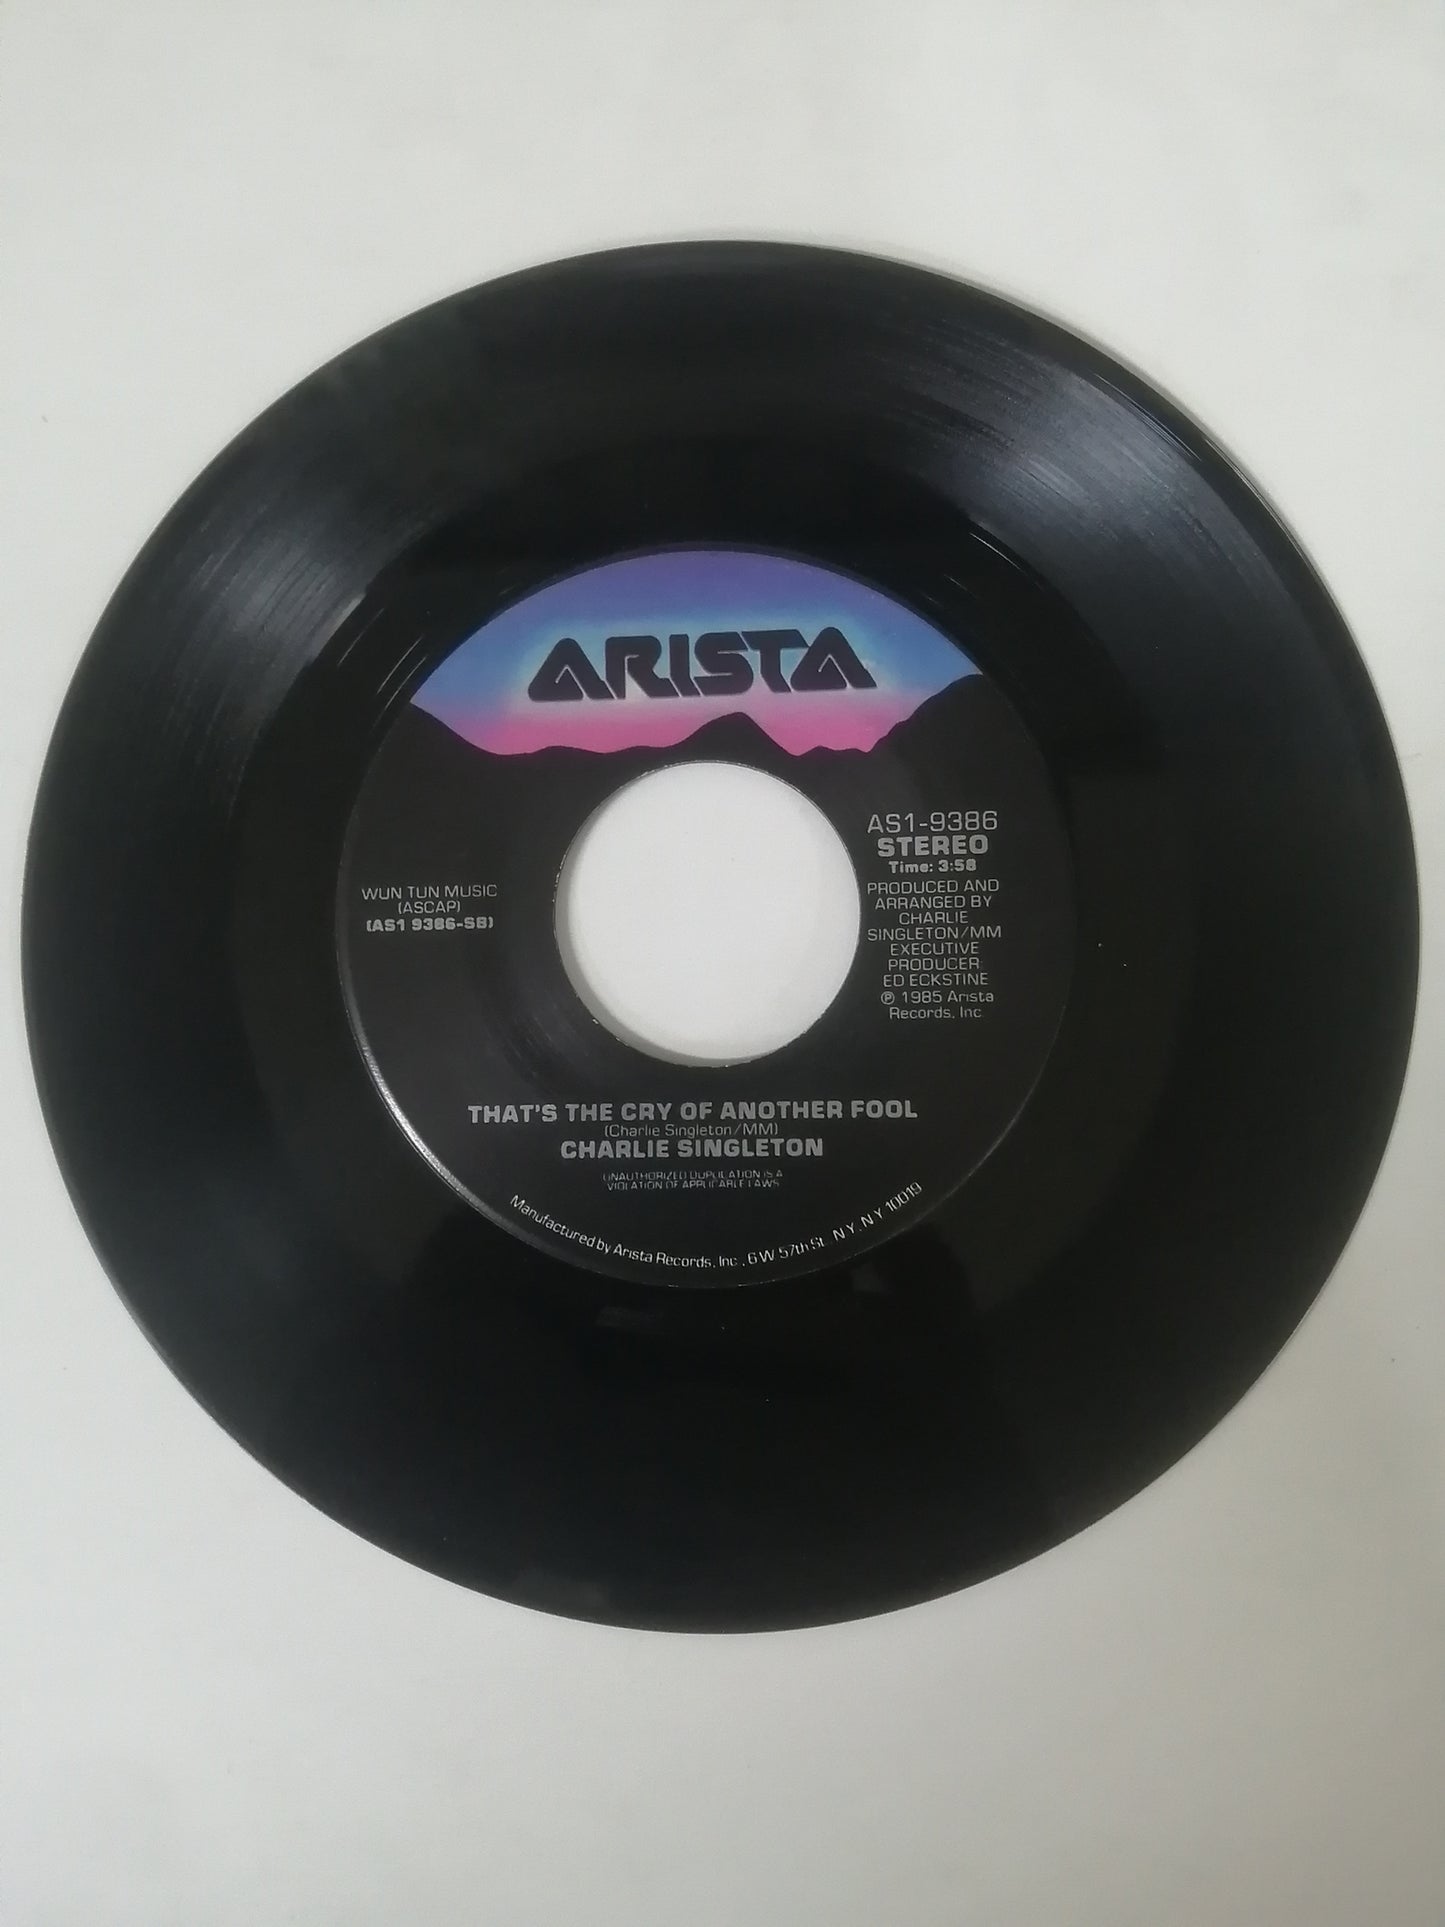 ARISTA
AS1-9386
STEREO
Time: 3:58
PRODUCED AND
ARRANGED BY
CHARLIE
SINGLETON/MM
EXECUTIVE
PRODUCER:
ED ECKSTINE
℗ 1985 Arista
Records, Inc.
WUN TUN MUSIC
(ASCAP)
(AS1 9386-SB)
THAT'S THE CRY OF ANOTHER FOOL
(Charlie Singleton/MM)
CHARLIE SINGLETON
UNAUTHORIZED DUPLICATION IS A
VIOLATION OF APPLICABLE LAWS
Manufactured by Arista Records, Inc., 6 W. 57th St., N.Y., N.Y. 10019